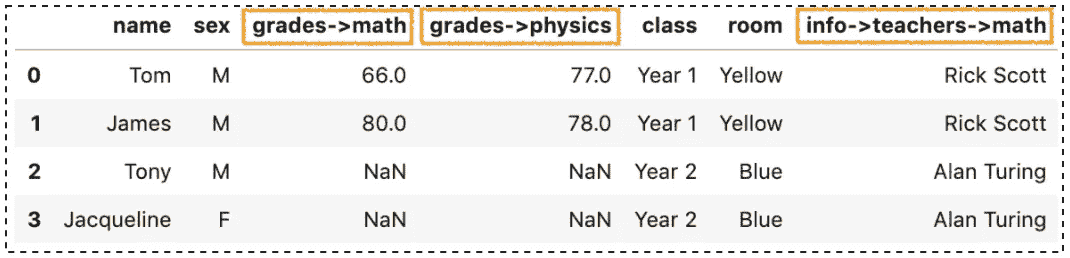 name sex grades->math grades->physics class room info->teachers->math
0 Tom M 66.0 77.0 Year 1 Yellow Rick Scott
1 James M 80.0 78.0 Year 1 Yellow Rick Scott
2 Tony M NaN NaN Year 2 Blue Alan Turing
3 Jacqueline F NaN NaN Year 2 Blue Alan Turing